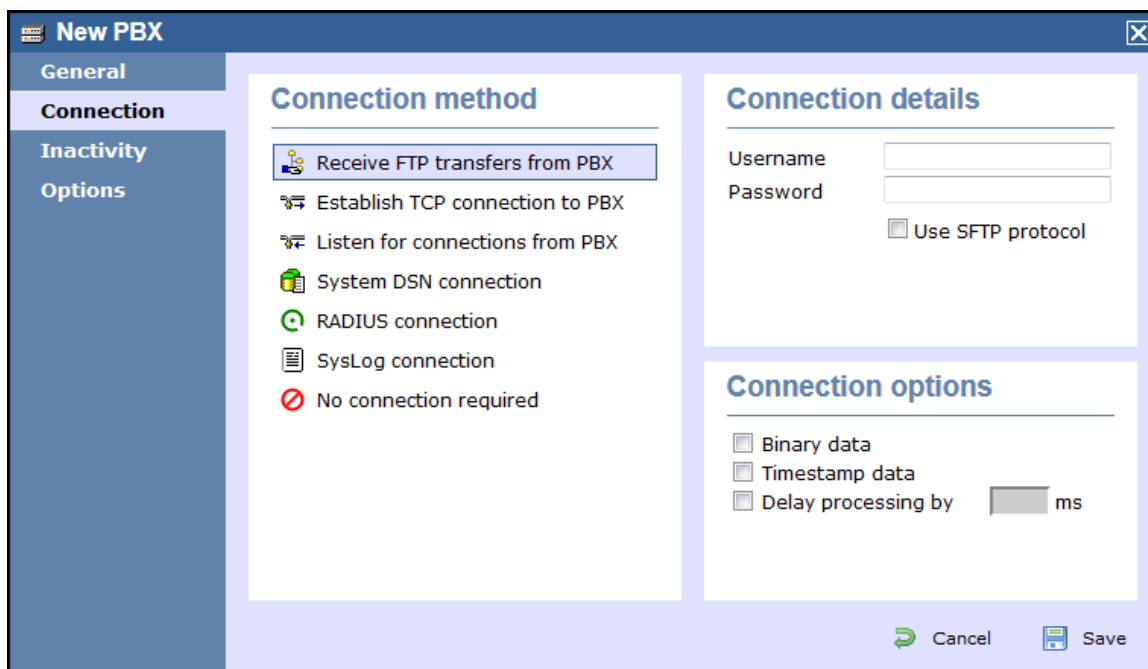 New PBX
General
Connection
Inactivity
Options
Connection method
Receive FTP transfers from PBX
Establish TCP connection to PBX
Listen for connections from PBX
System DSN connection
RADIUS connection
SysLog connection
No connection required
Connection details
Username
Password
Use SFTP protocol
Connection options
Binary data
Timestamp data
Delay processing by ms
Cancel Save